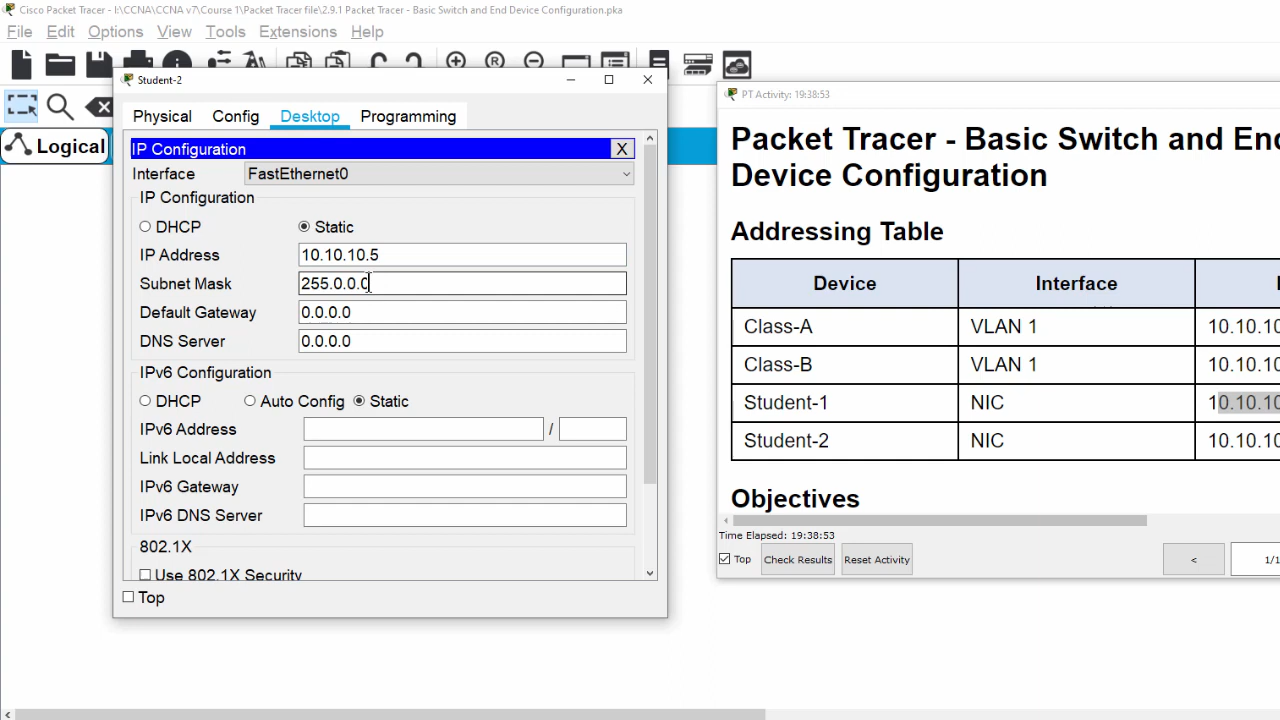 Cisco Packet Tracer - I:\CCNA\CCNA v7\Course 1\Packet Tracer file\2.9.1 Packet Tracer - Basic Switch and End Device Configuration.pka
File Edit Options View Tools Extensions Help
Logical
Student-2
Physical Config Desktop Programming
IP Configuration X
Interface FastEthernet0
IP Configuration
DHCP Static
IP Address 10.10.10.5
Subnet Mask 255.0.0.0
Default Gateway 0.0.0.0
DNS Server 0.0.0.0
IPv6 Configuration
DHCP Auto Config Static
IPv6 Address /
Link Local Address
IPv6 Gateway
IPv6 DNS Server
802.1X
Use 802.1X Security
Top
PT Activity: 19:38:53
Packet Tracer - Basic Switch and End
Device Configuration
Addressing Table
Device Interface
Class-A VLAN 1 10.10.10
Class-B VLAN 1 10.10.10
Student-1 NIC 10.10.10
Student-2 NIC 10.10.10
Objectives
Time Elapsed: 19:38:53
Top Check Results Reset Activity < 1/1